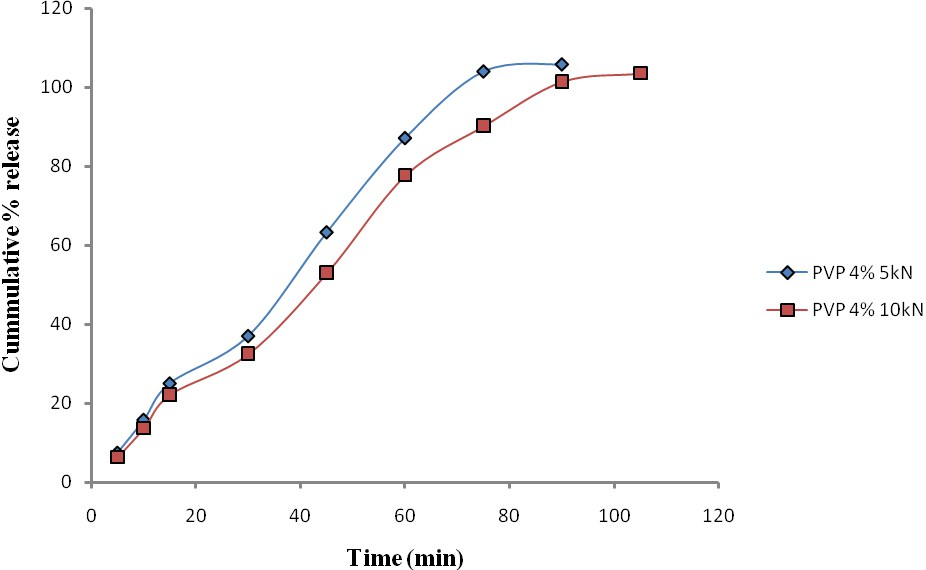 120
100
80
60
40
20
0
Cummulative % release
0 20 40 60 80 100 120
Time (min)
PVP 4% 5kN
PVP 4% 10kN